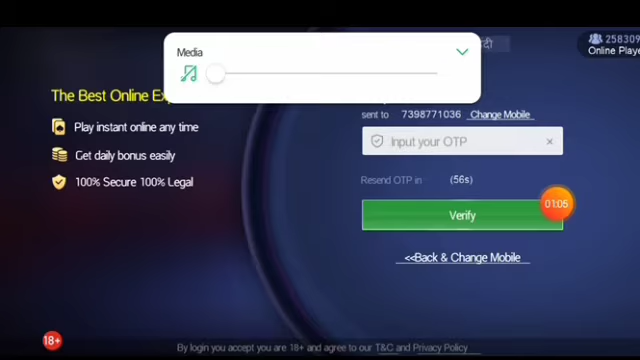 Media
258309
Online Playe
The Best Online Ex
sent to 7398771036 Change Mobile
Play instant online any time
Input your OTP ×
Get daily bonus easily
100% Secure 100% Legal
Resend OTP in (56s)
01:05
Verify
<<Back & Change Mobile
18+
By login you accept you are 18+ and agree to our T&C and Privacy Policy